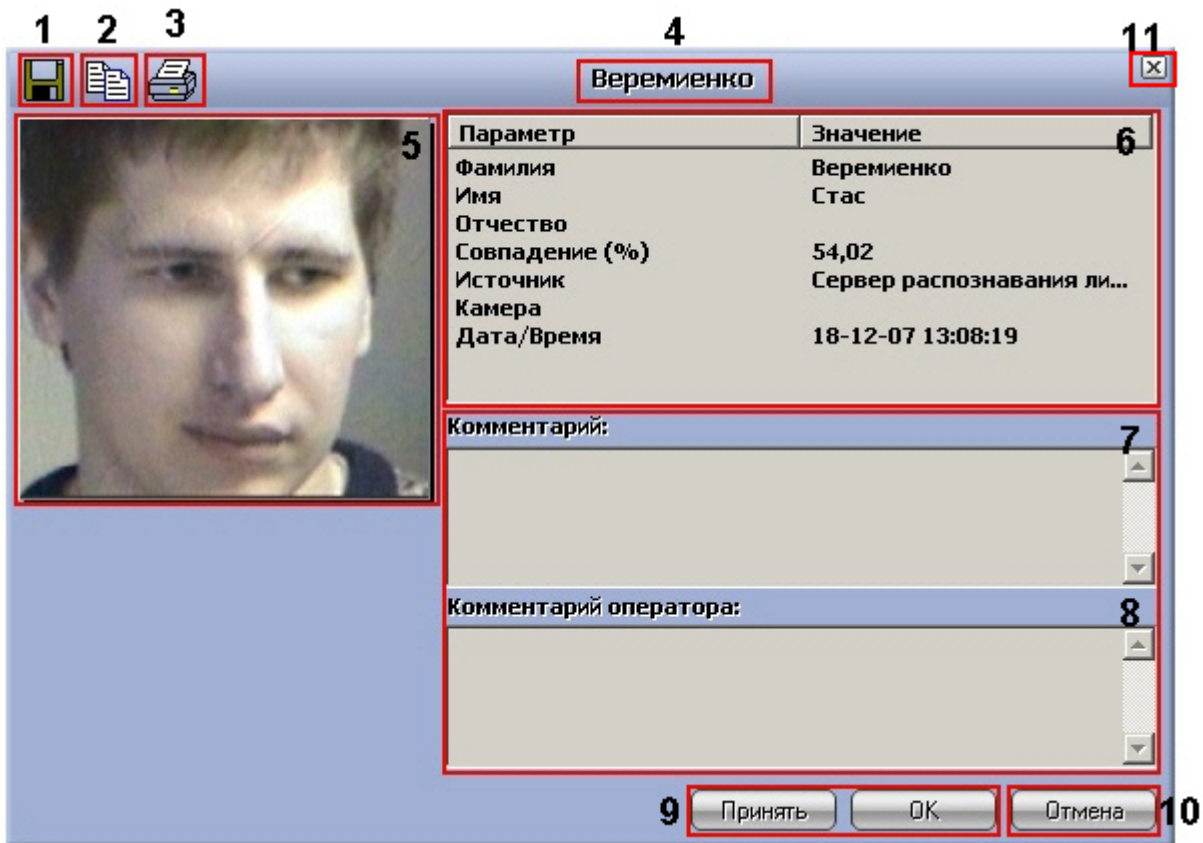 1 2 3 4 11
Веремиенко
5
Параметр Значение 6
Фамилия Веремиенко
Имя Стас
Отчество
Совпадение (%) 54,02
Источник Сервер распознавания ли...
Камера
Дата/Время 18-12-07 13:08:19
Комментарий: 7
Комментарий оператора: 8
9 Принять ОК Отмена 10